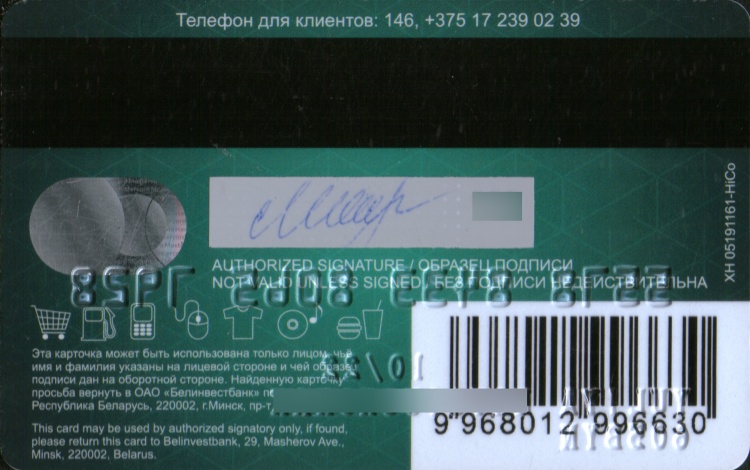 Телефон для клиентов: 146, +375 17 239 02 39
AUTHORIZED SIGNATURE / ОБРАЗЕЦ ПОДПИСИ
NOT VALID UNLESS SIGNED. БЕЗ ПОДПИСИ НЕДЕЙСТВИТЕЛЬНА
XH 05191161-HiCo
Эта карточка может быть использована только лицом, чьё
имя и фамилия указаны на лицевой стороне и чей образец
подписи дан на оборотной стороне. Найденную карточку
просьба вернуть в ОАО «Белинвестбанк»
Республика Беларусь, 220002, г.Минск,
This card may be used by authorized signatory only, if found,
please return this card to Belinvestbank, 29, Masherov Ave.,
Minsk, 220002, Belarus.
9 968012 996630